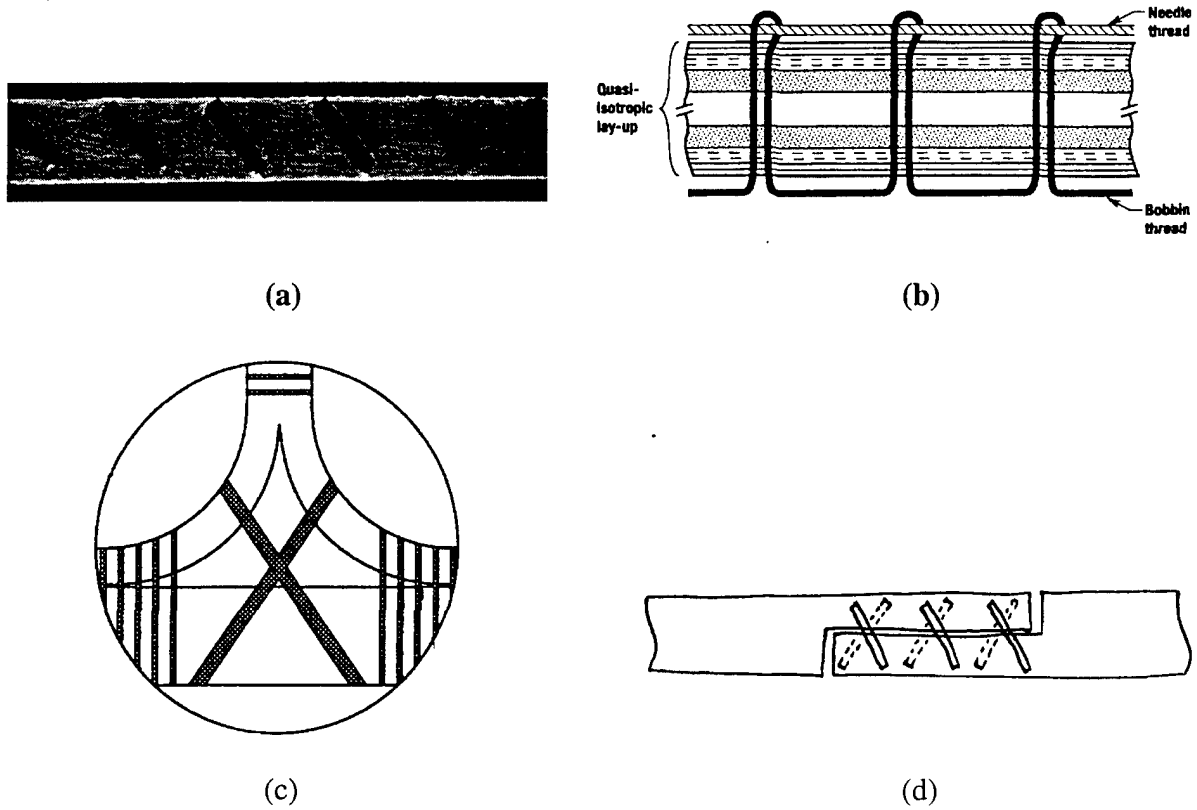 Needle
thread
Quasi-
isotropic
lay-up
Bobbin
thread
(a)
(b)
(c)
(d)